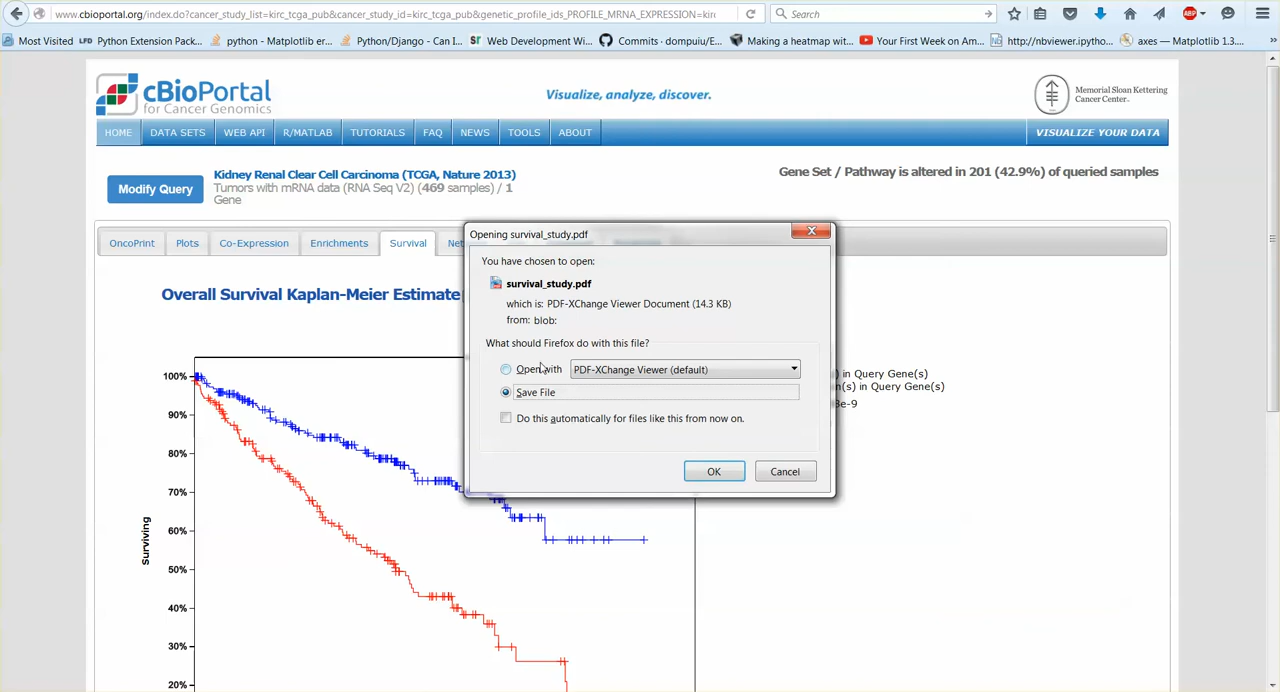 www.cbioportal.org/index.do?cancer_study_list=kirc_tcga_pub&cancer_study_id=kirc_tcga_pub&genetic_profile_ids_PROFILE_MRNA_EXPRESSION=kirc
Search
ABP
Most Visited
LFD Python Extension Pack...
python - Matplotlib er...
Python/Django - Can I...
ST Web Development Wi...
Commits · dompuiu/E...
Making a heatmap with...
Your First Week on Am...
http://nbviewer.ipytho...
axes — Matplotlib 1.3....
cBioPortal
for Cancer Genomics
Visualize, analyze, discover.
Memorial Sloan Kettering
Cancer Center
HOME
DATA SETS
WEB API
R/MATLAB
TUTORIALS
FAQ
NEWS
TOOLS
ABOUT
VISUALIZE YOUR DATA
Modify Query
Kidney Renal Clear Cell Carcinoma (TCGA, Nature 2013)
Tumors with mRNA data (RNA Seq V2) (469 samples) / 1
Gene
Gene Set / Pathway is altered in 201 (42.9%) of queried samples
OncoPrint
Plots
Co-Expression
Enrichments
Survival
Net
Overall Survival Kaplan-Meier Estimate
Opening survival_study.pdf
You have chosen to open:
survival_study.pdf
which is: PDF-XChange Viewer Document (14.3 KB)
from: blob:
What should Firefox do with this file?
Open with
PDF-XChange Viewer (default)
Save File
Do this automatically for files like this from now on.
OK
Cancel
) in Query Gene(s)
n(s) in Query Gene(s)
3e-9
100%
90%
80%
70%
60%
50%
40%
30%
20%
Surviving